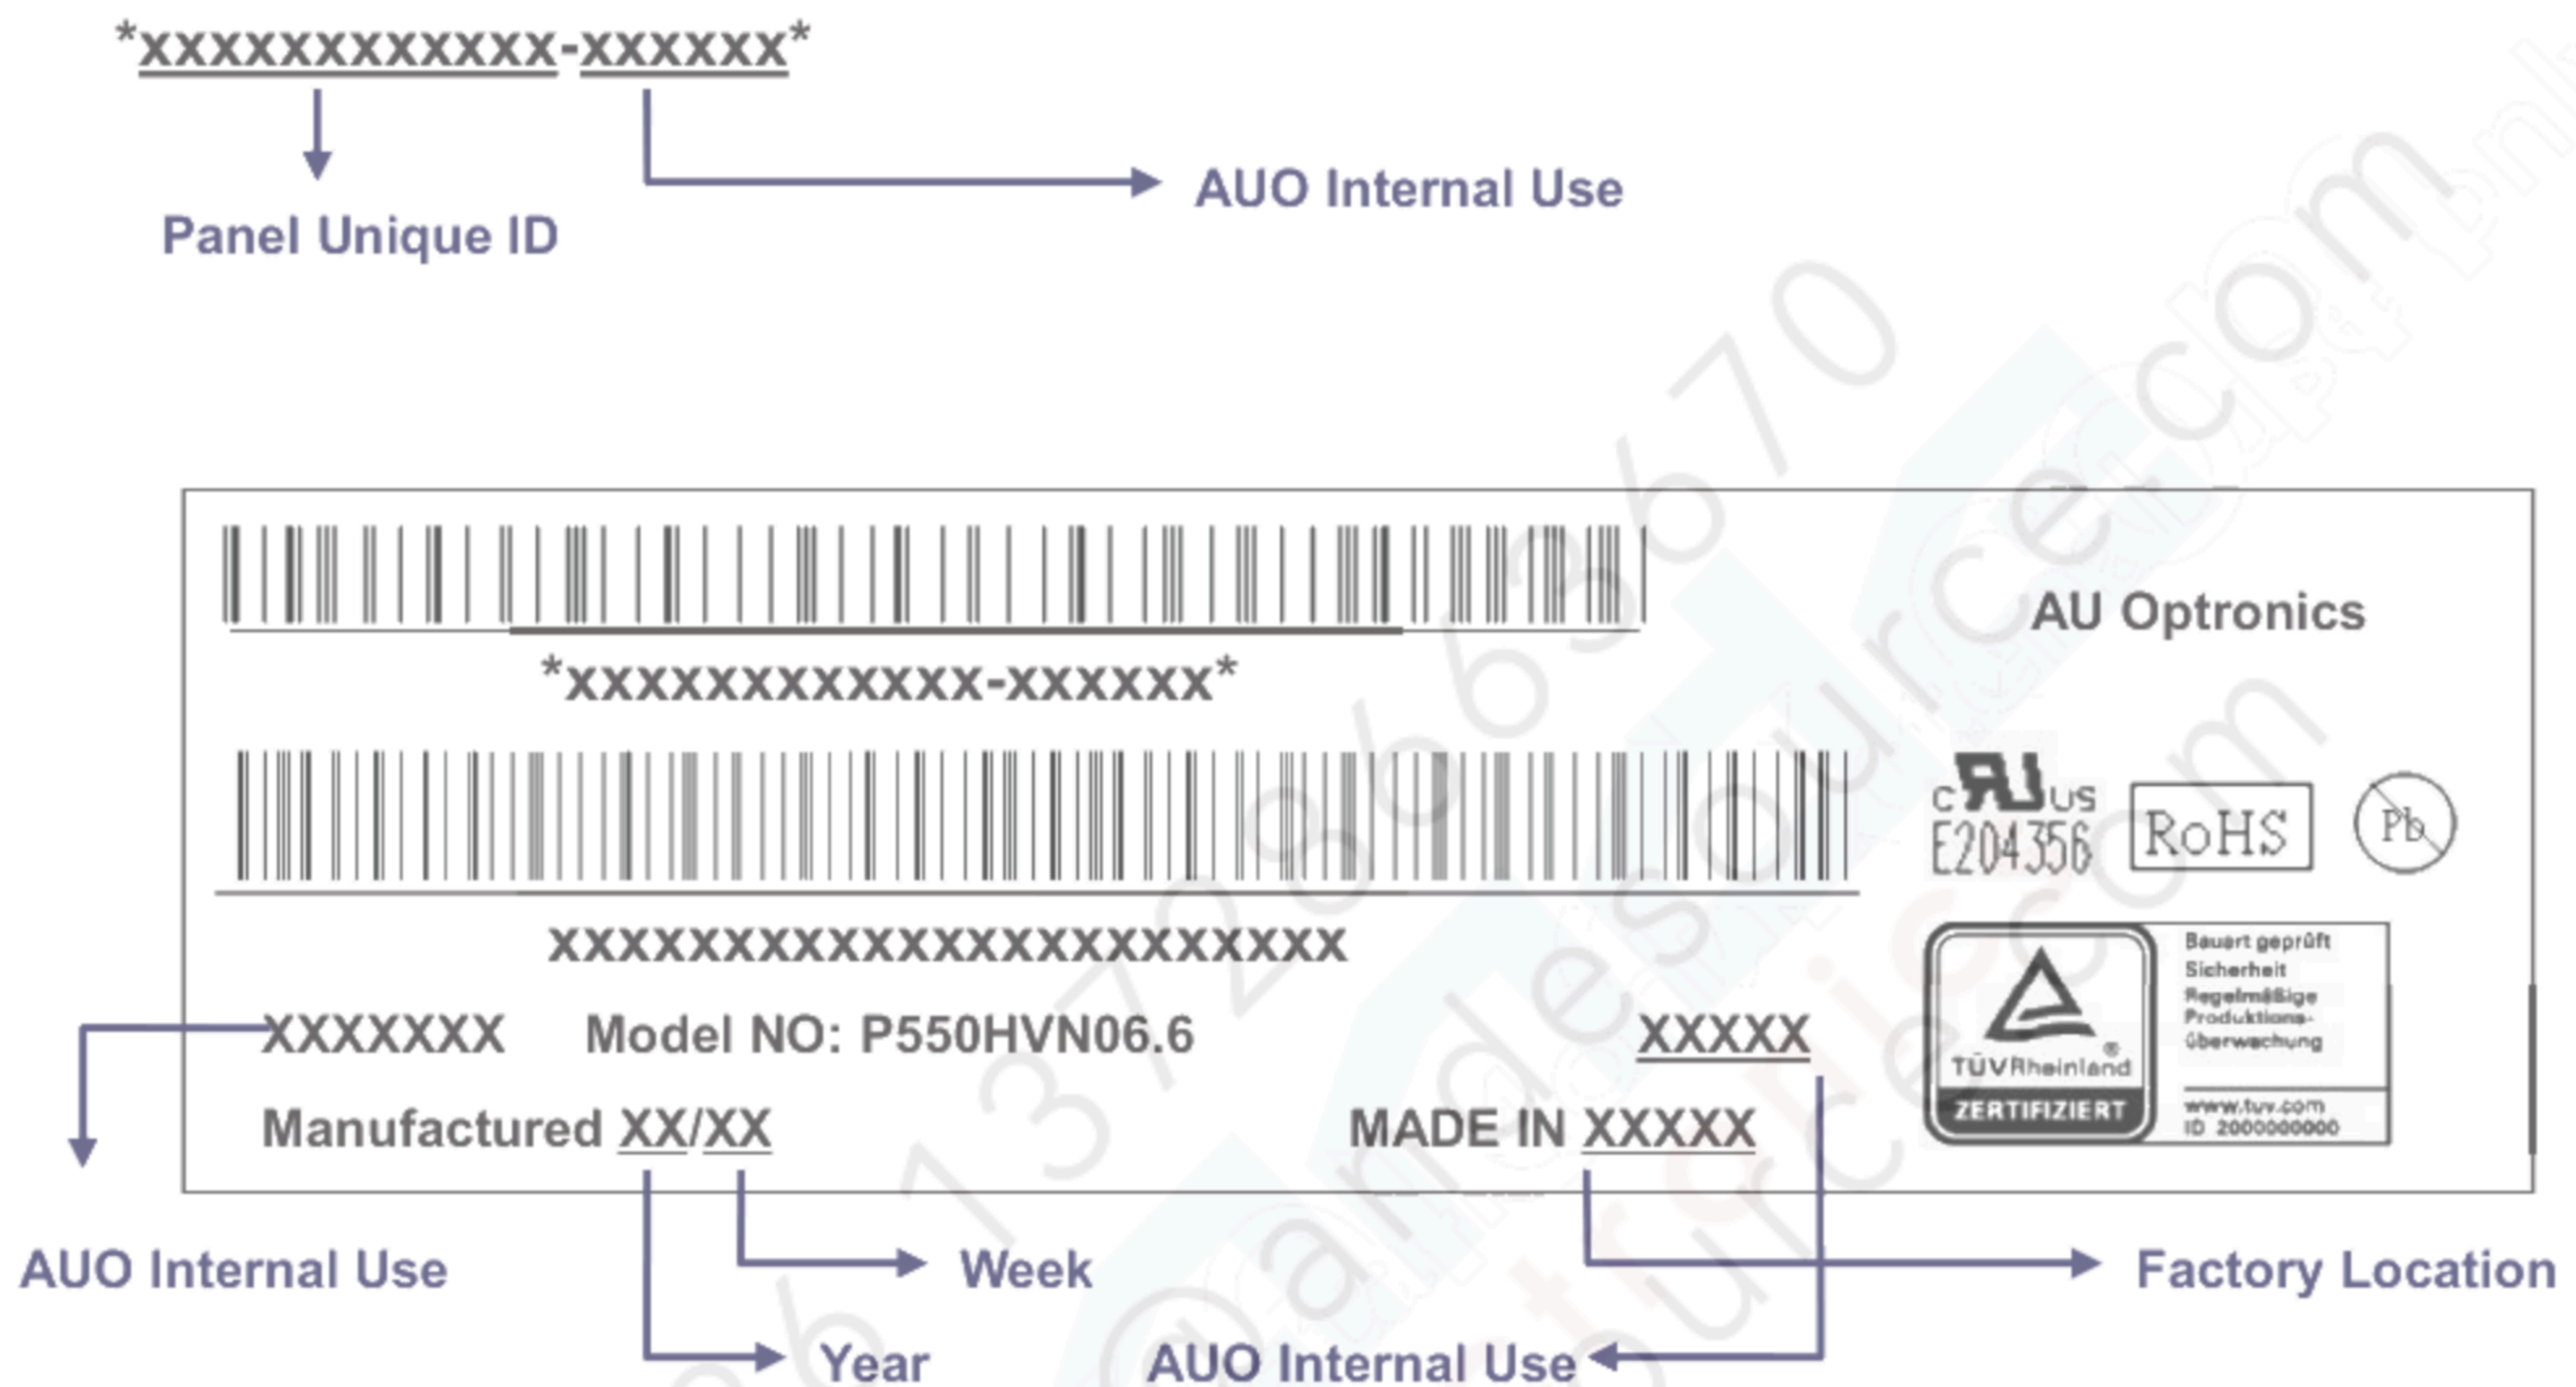 *xxxxxxxxxxxx-xxxxxx*
AUO Internal Use
Panel Unique ID
AU Optronics
*xxxxxxxxxxxx-xxxxxx*
c RU US
E204356
RoHS
Pb
xxxxxxxxxxxxxxxxxxxxxxx
Bauart geprüft
Sicherheit
Regelmäßige
Produktions-
überwachung
TÜVRheinland®
ZERTIFIZIERT
www.tuv.com
ID 2000000000
XXXXXXX Model NO: P550HVN06.6 XXXXX
Manufactured XX/XX MADE IN XXXXX
AUO Internal Use
Week
Factory Location
Year
AUO Internal Use